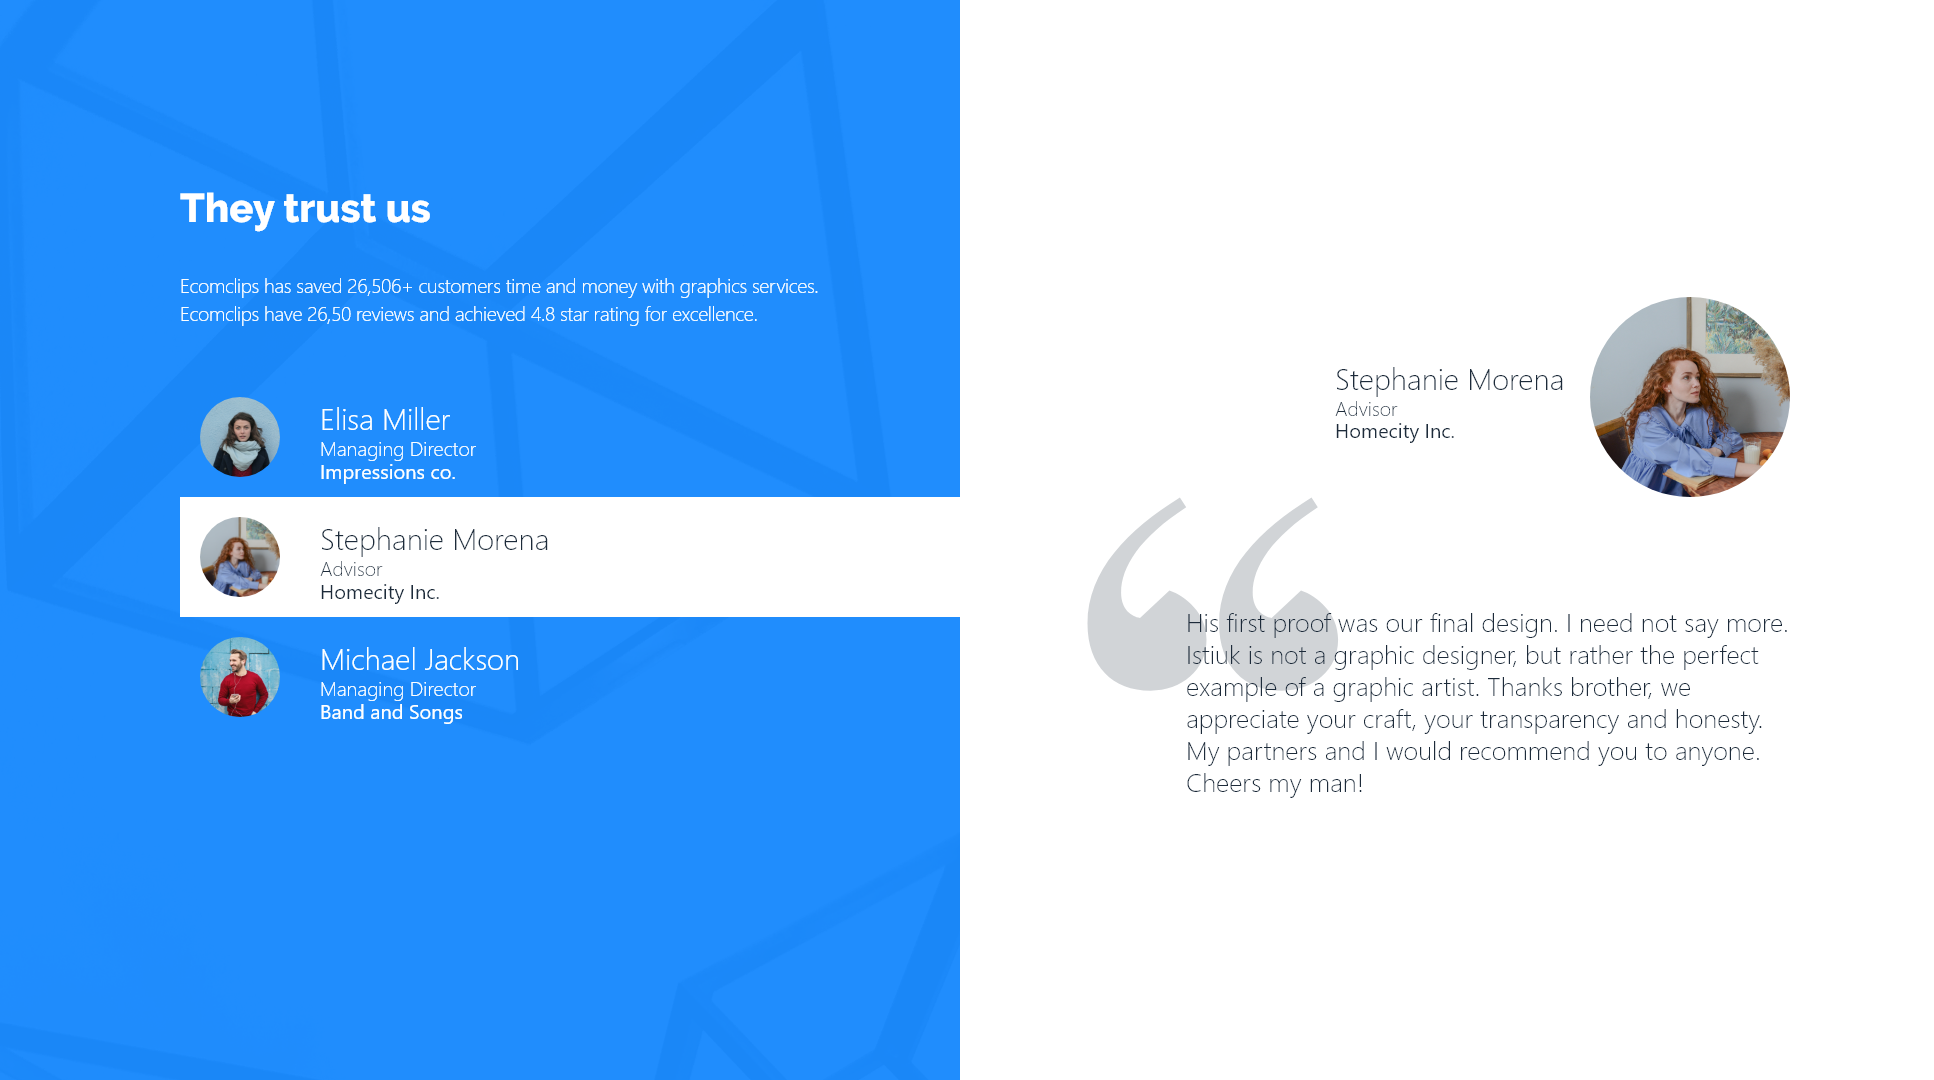 They trust us
Ecomclips has saved 26,506+ customers time and money with graphics services.
Ecomclips have 26,50 reviews and achieved 4.8 star rating for excellence.
Elisa Miller
Managing Director
Impressions co.
Stephanie Morena
Advisor
Homecity Inc.
Michael Jackson
Managing Director
Band and Songs
Stephanie Morena
Advisor
Homecity Inc.
“
His first proof was our final design. I need not say more.
Istiuk is not a graphic designer, but rather the perfect
example of a graphic artist. Thanks brother, we
appreciate your craft, your transparency and honesty.
My partners and I would recommend you to anyone.
Cheers my man!